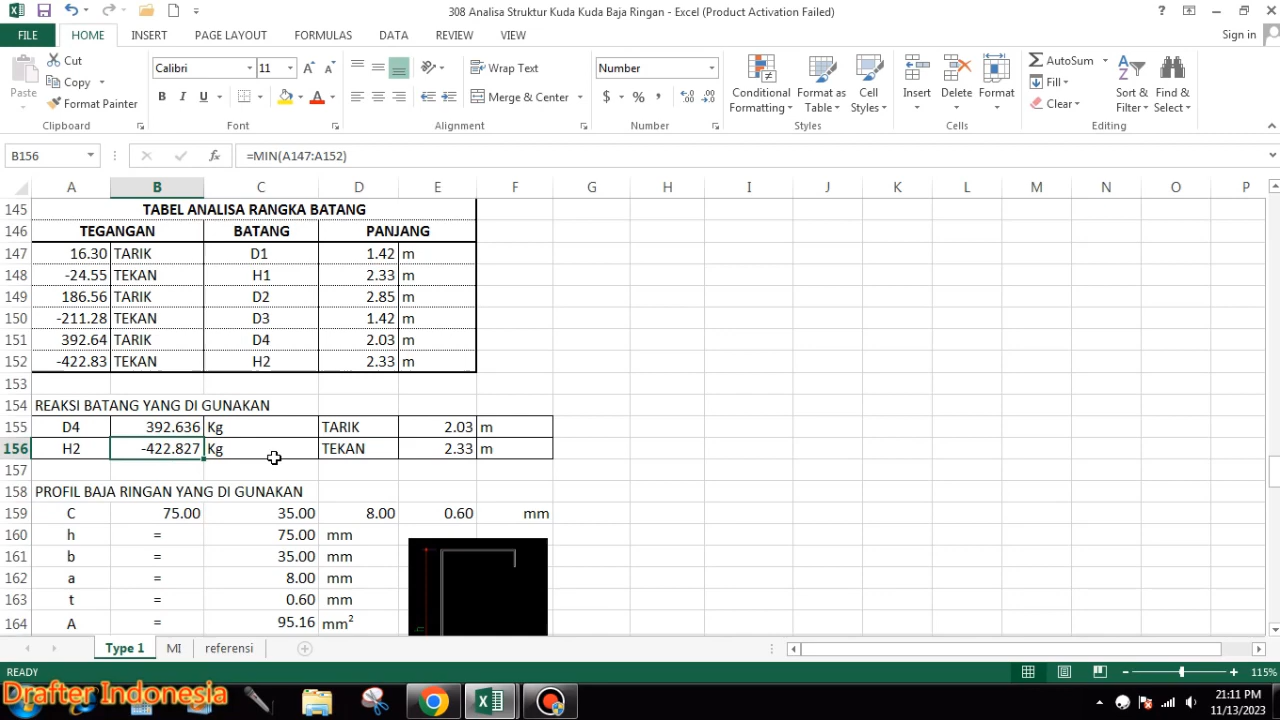 308 Analisa Struktur Kuda Kuda Baja Ringan - Excel (Product Activation Failed)
FILE HOME INSERT PAGE LAYOUT FORMULAS DATA REVIEW VIEW Sign in
Paste Cut Copy Format Painter Clipboard
Calibri 11 B I U Font
Wrap Text Merge & Center Alignment
Number $ % , Number
Conditional Formatting Format as Table Cell Styles Styles
Insert Delete Format Cells
AutoSum Fill Clear Sort & Filter Find & Select Editing
B156 fx =MIN(A147:A152)
A B C D E F G H I J K L M N O P
145 TABEL ANALISA RANGKA BATANG
146 TEGANGAN BATANG PANJANG
147 16.30 TARIK D1 1.42 m
148 -24.55 TEKAN H1 2.33 m
149 186.56 TARIK D2 2.85 m
150 -211.28 TEKAN D3 1.42 m
151 392.64 TARIK D4 2.03 m
152 -422.83 TEKAN H2 2.33 m
153
154 REAKSI BATANG YANG DI GUNAKAN
155 D4 392.636 Kg TARIK 2.03 m
156 H2 -422.827 Kg TEKAN 2.33 m
157
158 PROFIL BAJA RINGAN YANG DI GUNAKAN
159 C 75.00 35.00 8.00 0.60 mm
160 h = 75.00 mm
161 b = 35.00 mm
162 a = 8.00 mm
163 t = 0.60 mm
164 A = 95.16 mm²
Type 1 MI referensi
READY 115%
Drafter Indonesia
21:11 PM
11/13/2023